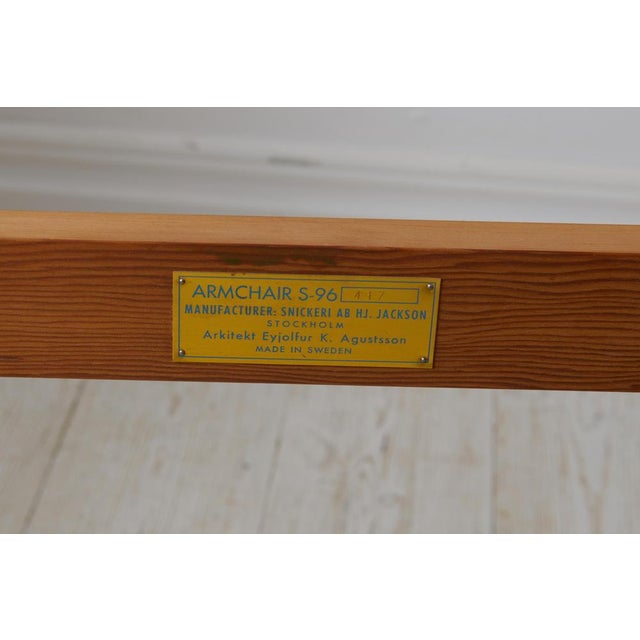 ARMCHAIR S-96 417
MANUFACTURER: SNICKERI AB HJ. JACKSON
STOCKHOLM
Arkitekt Eyjolfur K. Agustsson
MADE IN SWEDEN